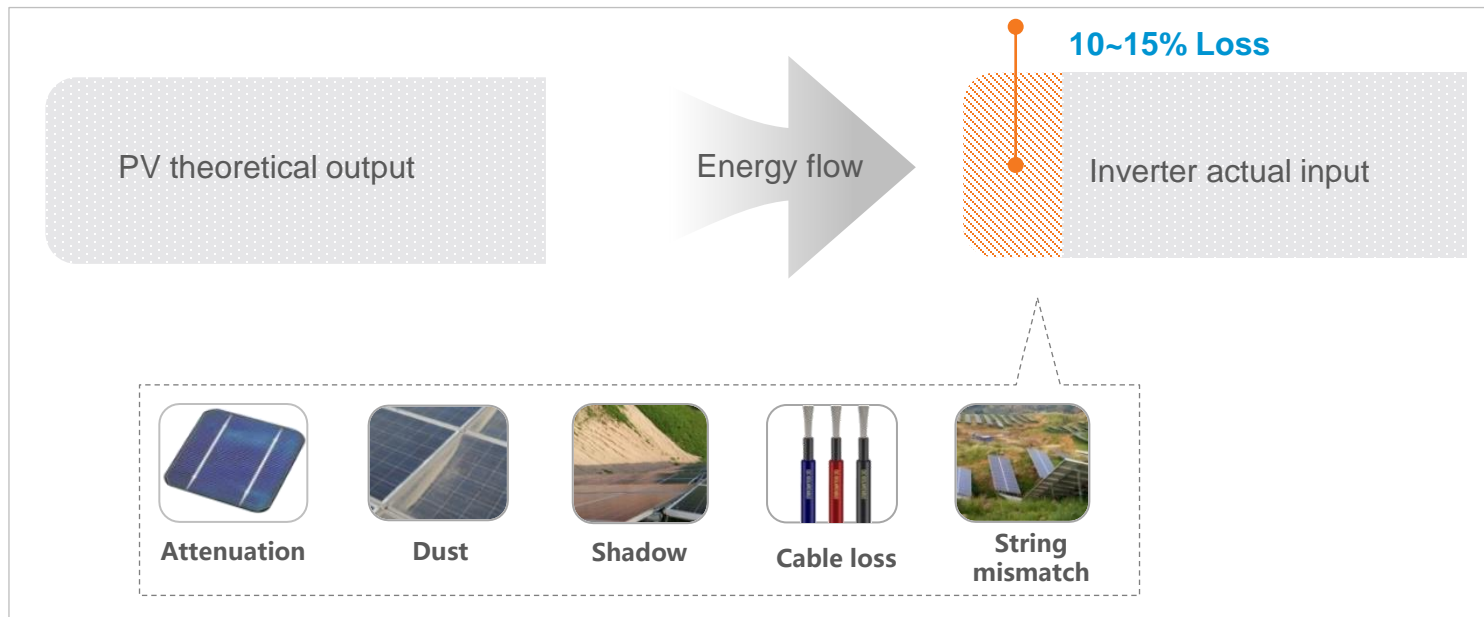 10~15% Loss
PV theoretical output
Energy flow
Inverter actual input
Attenuation
Dust
Shadow
Cable loss
String
mismatch